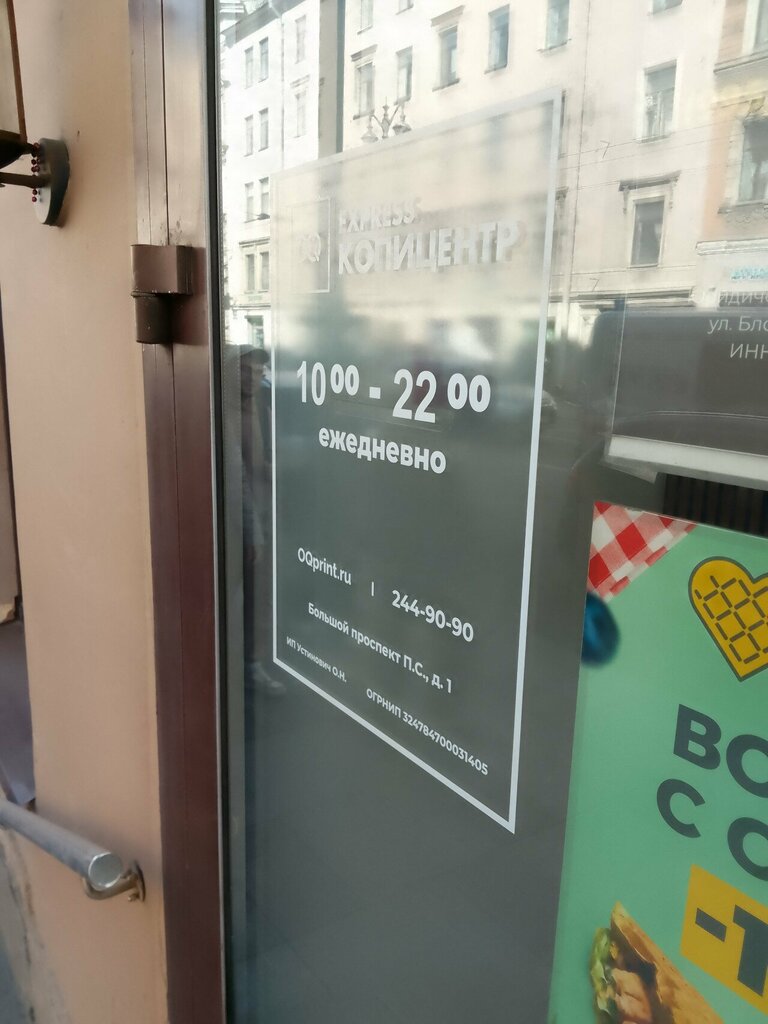 EXPRESS
КОПИЦЕНТР
10⁰⁰ - 22⁰⁰
ежедневно
OQprint.ru | 244-90-90
Большой проспект П.С., д. 1
ИП Устинович О.Н.
ОГРНИП 324784700031405
ул.
ИНН
С